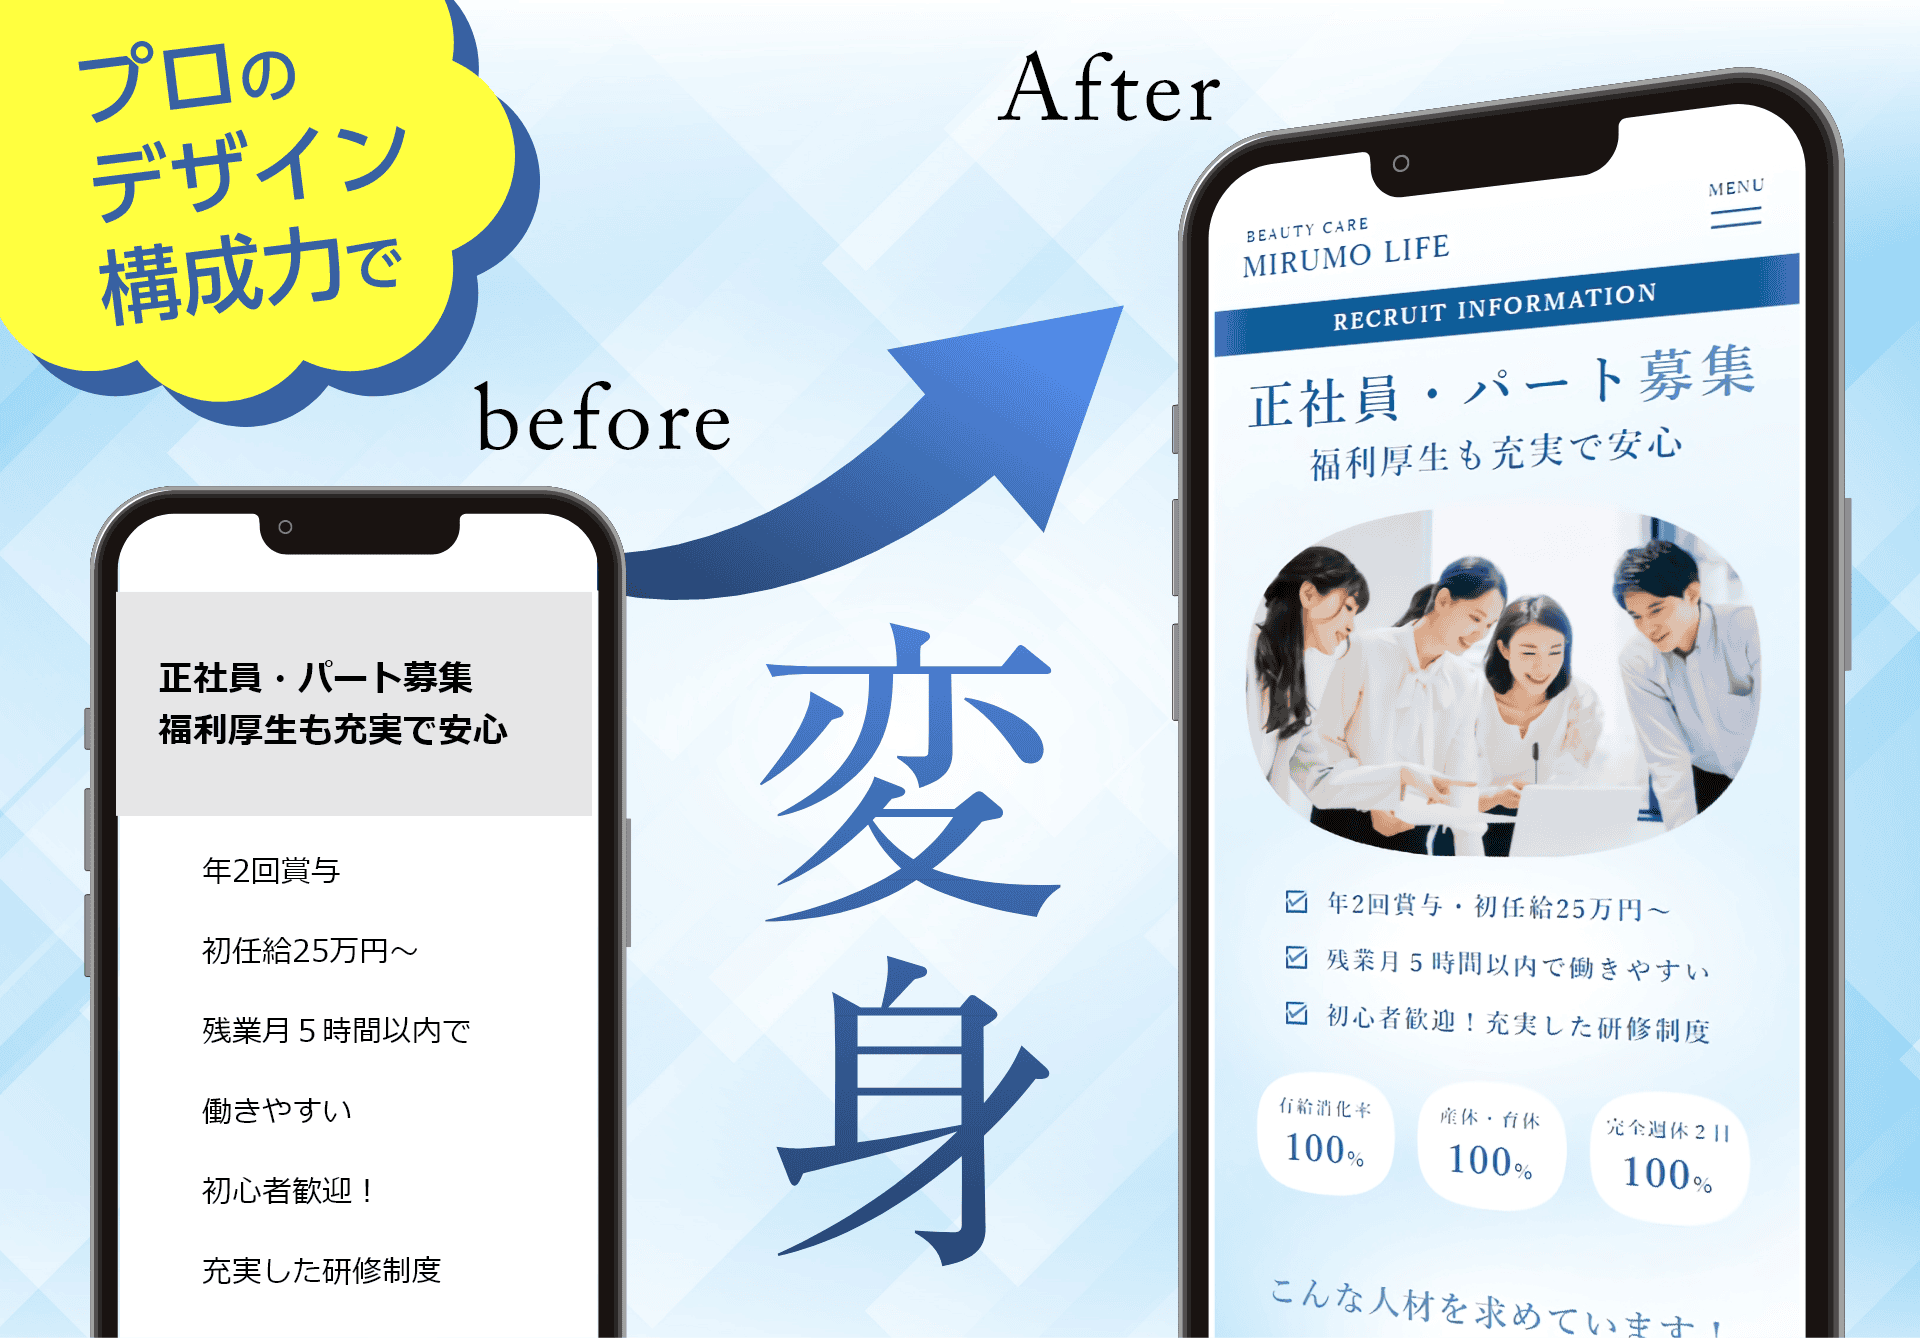 プロの
デザイン
構成力で
before
After
変身
正社員・パート募集
福利厚生も充実で安心
年2回賞与
初任給25万円～
残業月５時間以内で
働きやすい
初心者歓迎！
充実した研修制度
MENU
BEAUTY CARE
MIRUMO LIFE
RECRUIT INFORMATION
正社員・パート募集
福利厚生も充実で安心
年2回賞与・初任給25万円～
残業月５時間以内で働きやすい
初心者歓迎！充実した研修制度
有給消化率
100%
産休・育休
100%
完全週休２日
100%
こんな人材を求めています！